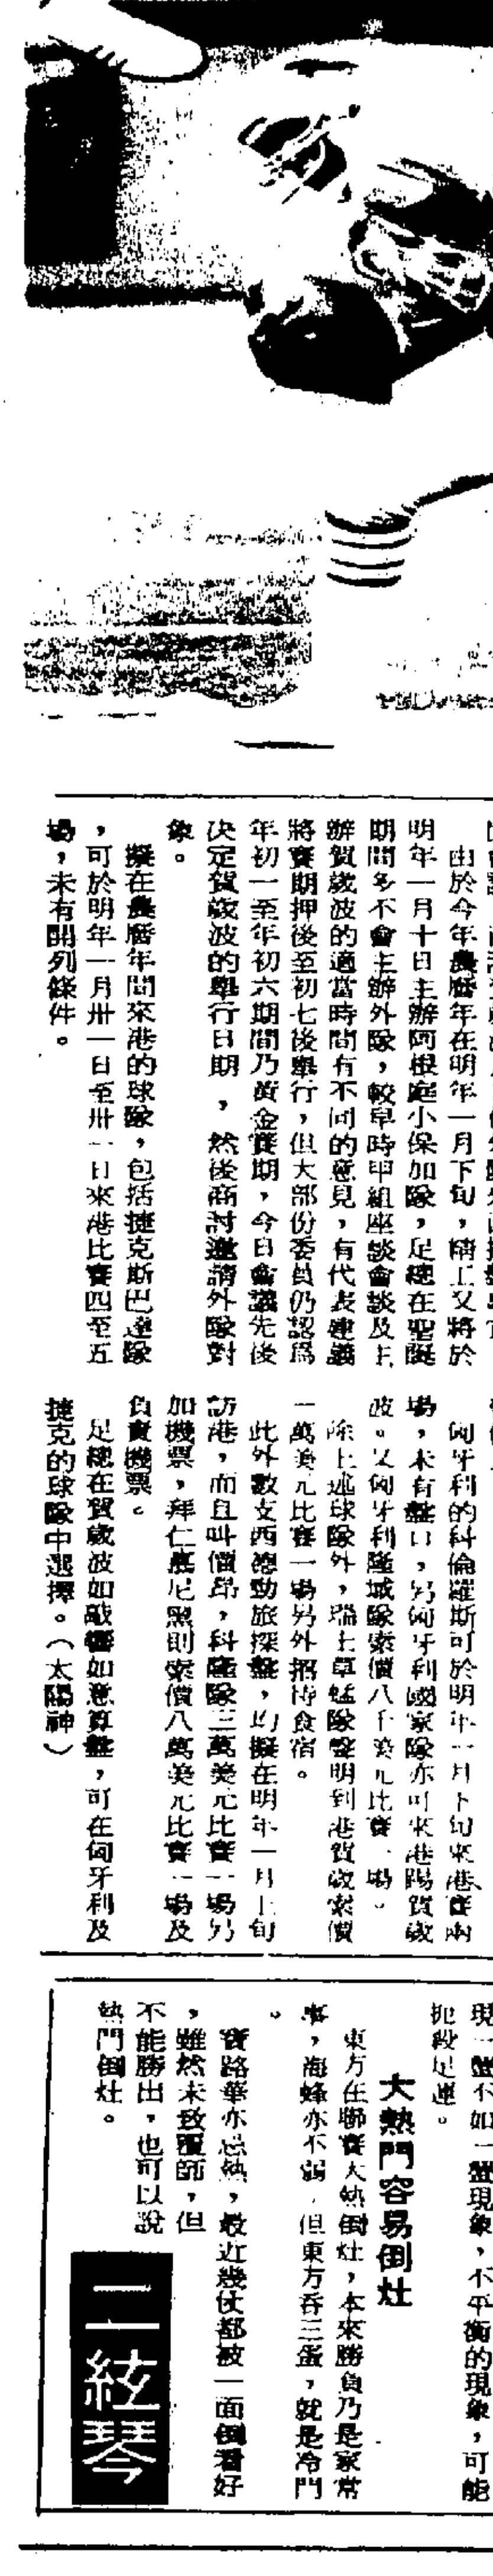 由於今年農曆年在明年一月下旬，精工又將於
明年一月十日主辦阿根庭小保加隊，足總在聖誕
期間多不會主辦外隊，較早時甲組座談會談及主
辦賀歲波的適當時間有不同的意見，有代表建議
將賽期押後至初七後舉行，但大部份委員仍認爲
年初一至年初六期間乃黃金賽期，今日會議先後
決定賀歲波的舉行日期，然後商討邀請外隊對
象。
擬在農曆年間來港的球隊，包括捷克斯巴達隊
，可於明年一月卅一日至卅一日來港比賽四至五
場，未有開列條件。
匈牙利的科倫羅斯可於明年一月下旬來港賽兩
場，未有盤口，另匈牙利國家隊亦可來港踢賀歲
波。又匈牙利隆城隊索價八千美元比賽一場。
除上述球隊外，瑞士草蜢隊聲明到港賀歲索價
一萬美元比賽一場另外招待食宿。
此外數支西德勁旅探盤，均擬在明年一月上旬
訪港，而且叫價昂，科隆隊三萬美元比賽一場另
加機票，拜仁慕尼黑則索價八萬美元比賽一場及
負責機票。
足總在賀歲波如敲響如意算盤，可在匈牙利及
捷克的球隊中選擇。（太陽神）
現一蟹不如一蟹現象，不平衡的現象，可能
扼殺足運。
大熱門容易倒灶
東方在聯賽大熱倒灶，本來勝負乃是家常
事，海蜂亦不弱，但東方吞三蛋，就是冷門
。
寶路華亦忌熱，最近幾仗都被一面倒看好
，雖然未致覆師，但
不能勝出，也可以說
熱門倒灶。
二絃琴